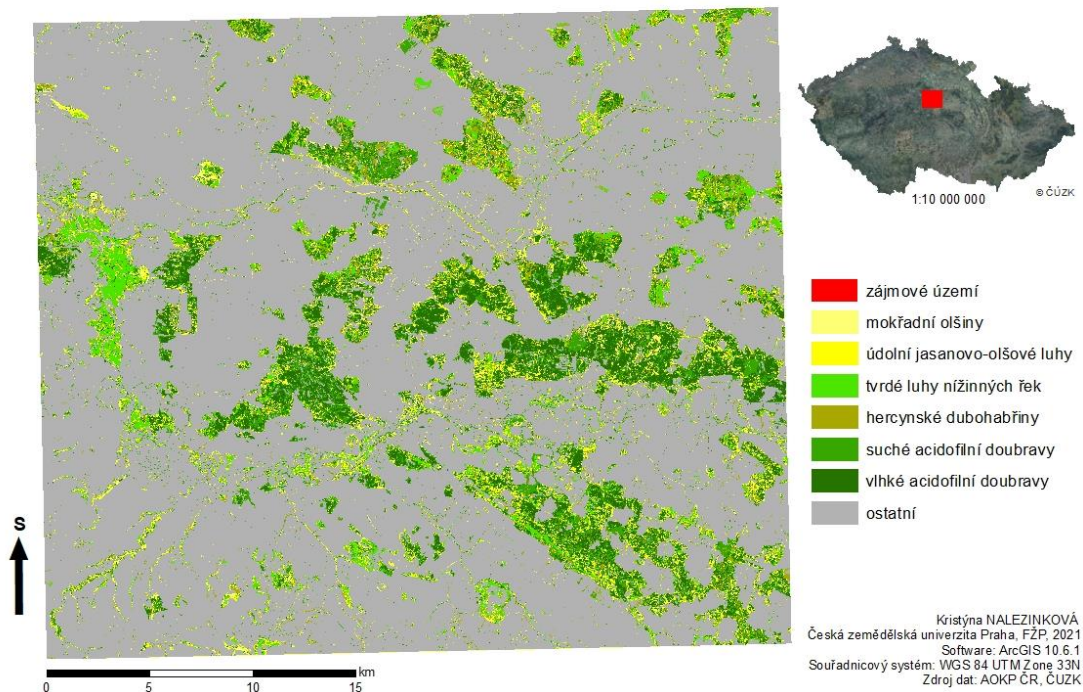 © ČÚZK
1:10 000 000
zájmové území
mokřadní olšiny
údolní jasanovo-olšové luhy
tvrdé luhy nížinných řek
hercynské dubohabřiny
suché acidofilní doubravy
vlhké acidofilní doubravy
ostatní
S
km
0 5 10 15
Kristýna NALEZINKOVÁ
Česká zemědělská univerzita Praha, FŽP, 2021
Software: ArcGIS 10.6.1
Souřadnicový systém: WGS 84 UTM Zone 33N
Zdroj dat: AOKP ČR, ČUZK